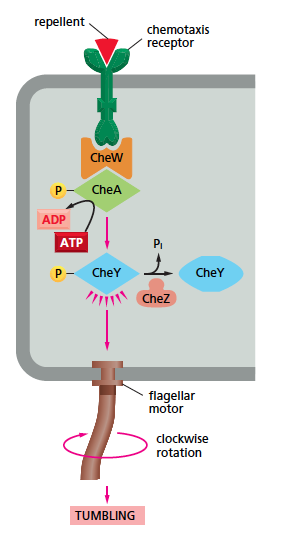 repellent
chemotaxis
receptor
CheW
P
CheA
ADP
ATP
Pi
P
CheY
CheY
CheZ
flagellar
motor
clockwise
rotation
TUMBLING